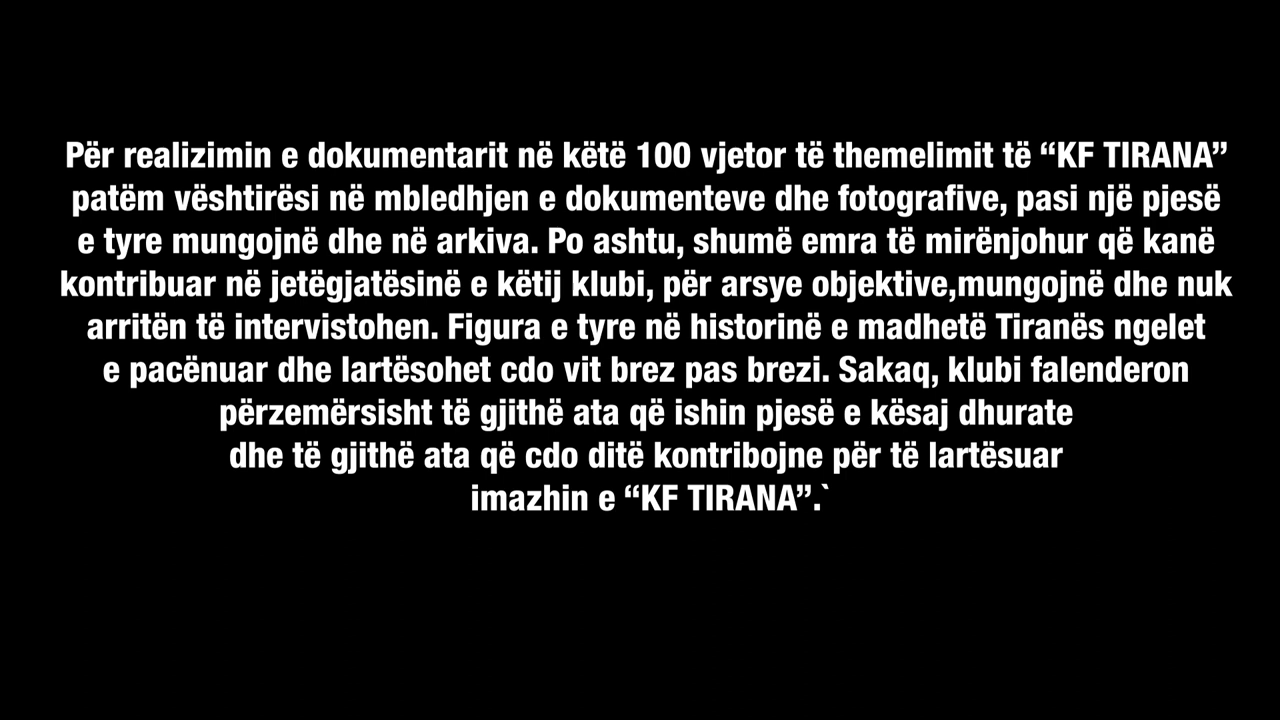 Për realizimin e dokumentarit në këtë 100 vjetor të themelimit të “KF TIRANA”
patëm vështirësi në mbledhjen e dokumenteve dhe fotografive, pasi një pjesë
e tyre mungojnë dhe në arkiva. Po ashtu, shumë emra të mirënjohur që kanë
kontribuar në jetëgjatësinë e këtij klubi, për arsye objektive,mungojnë dhe nuk
arritën të intervistohen. Figura e tyre në historinë e madhetë Tiranës ngelet
e pacënuar dhe lartësohet cdo vit brez pas brezi. Sakaq, klubi falenderon
përzemërsisht të gjithë ata që ishin pjesë e kësaj dhurate
dhe të gjithë ata që cdo ditë kontribojne për të lartësuar
imazhin e “KF TIRANA”.`